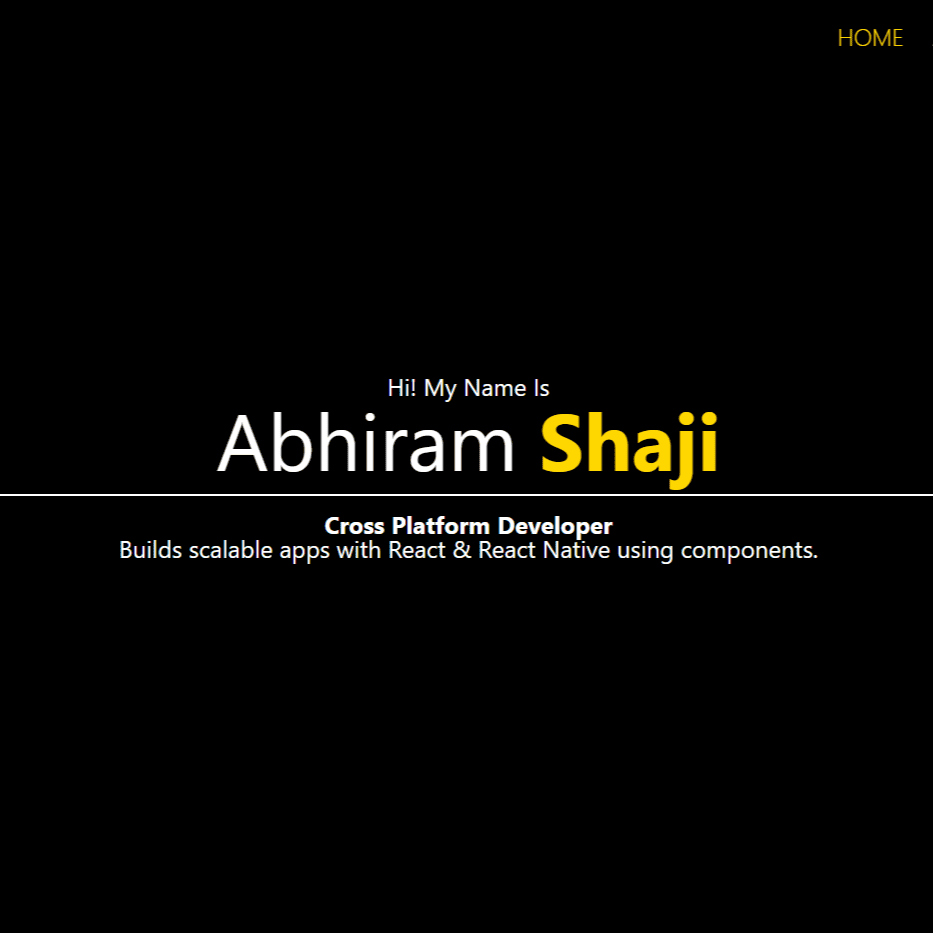 HOME
Hi! My Name Is
Abhiram Shaji
Cross Platform Developer
Builds scalable apps with React & React Native using components.